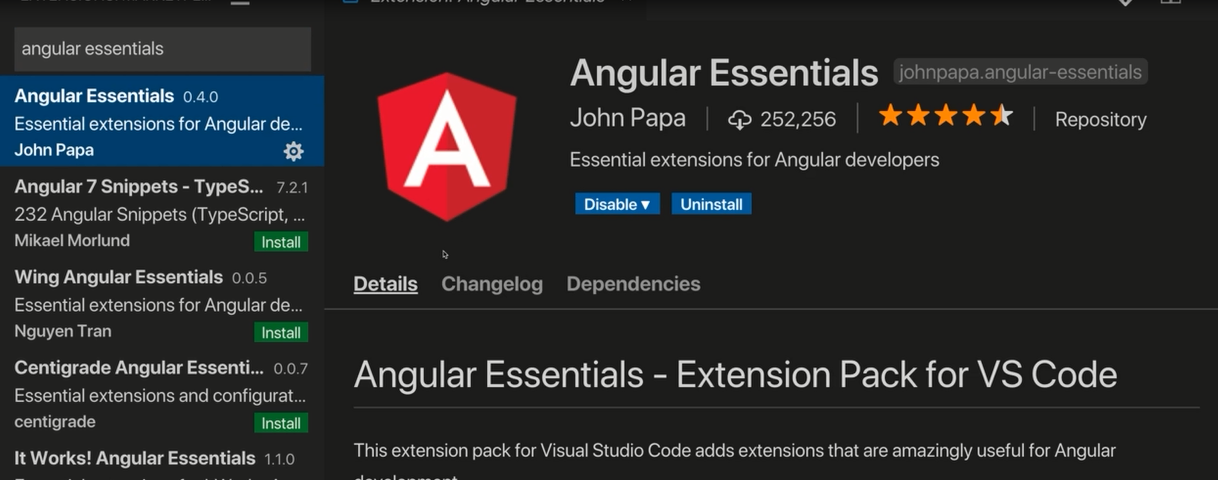 angular essentials
Angular Essentials 0.4.0
Essential extensions for Angular de...
John Papa
Angular 7 Snippets - TypeS... 7.2.1
232 Angular Snippets (TypeScript, ...
Mikael Morlund Install
Wing Angular Essentials 0.0.5
Essential extensions for Angular de...
Nguyen Tran Install
Centigrade Angular Essenti... 0.0.7
Essential extensions and configurat...
centigrade Install
It Works! Angular Essentials 1.1.0
Extension: Angular Essentials
A
Angular Essentials johnpapa.angular-essentials
John Papa | 252,256 | Repository
Essential extensions for Angular developers
Disable ▾ Uninstall
Details Changelog Dependencies
Angular Essentials - Extension Pack for VS Code
This extension pack for Visual Studio Code adds extensions that are amazingly useful for Angular
development.